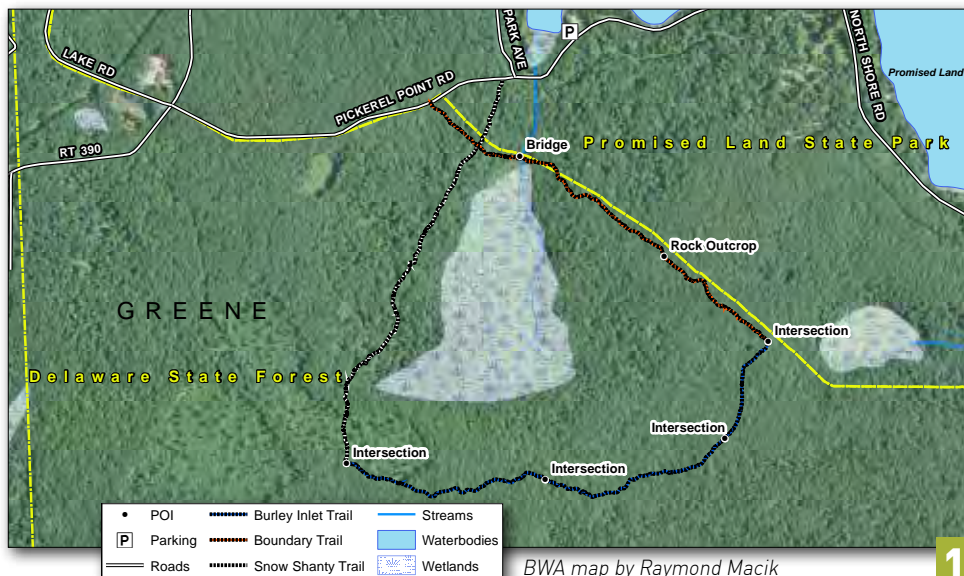 PARK AVE
P
NORTH SHORE RD
Promised Land
LAKE RD
PICKEREL POINT RD
RT 390
Bridge
Promised Land State Park
Rock Outcrop
GREENE
Intersection
Delaware State Forest
Intersection
Intersection
Intersection
POI
Burley Inlet Trail
Streams
P Parking
Boundary Trail
Waterbodies
Roads
Snow Shanty Trail
Wetlands
BWA map by Raymond Macik
1